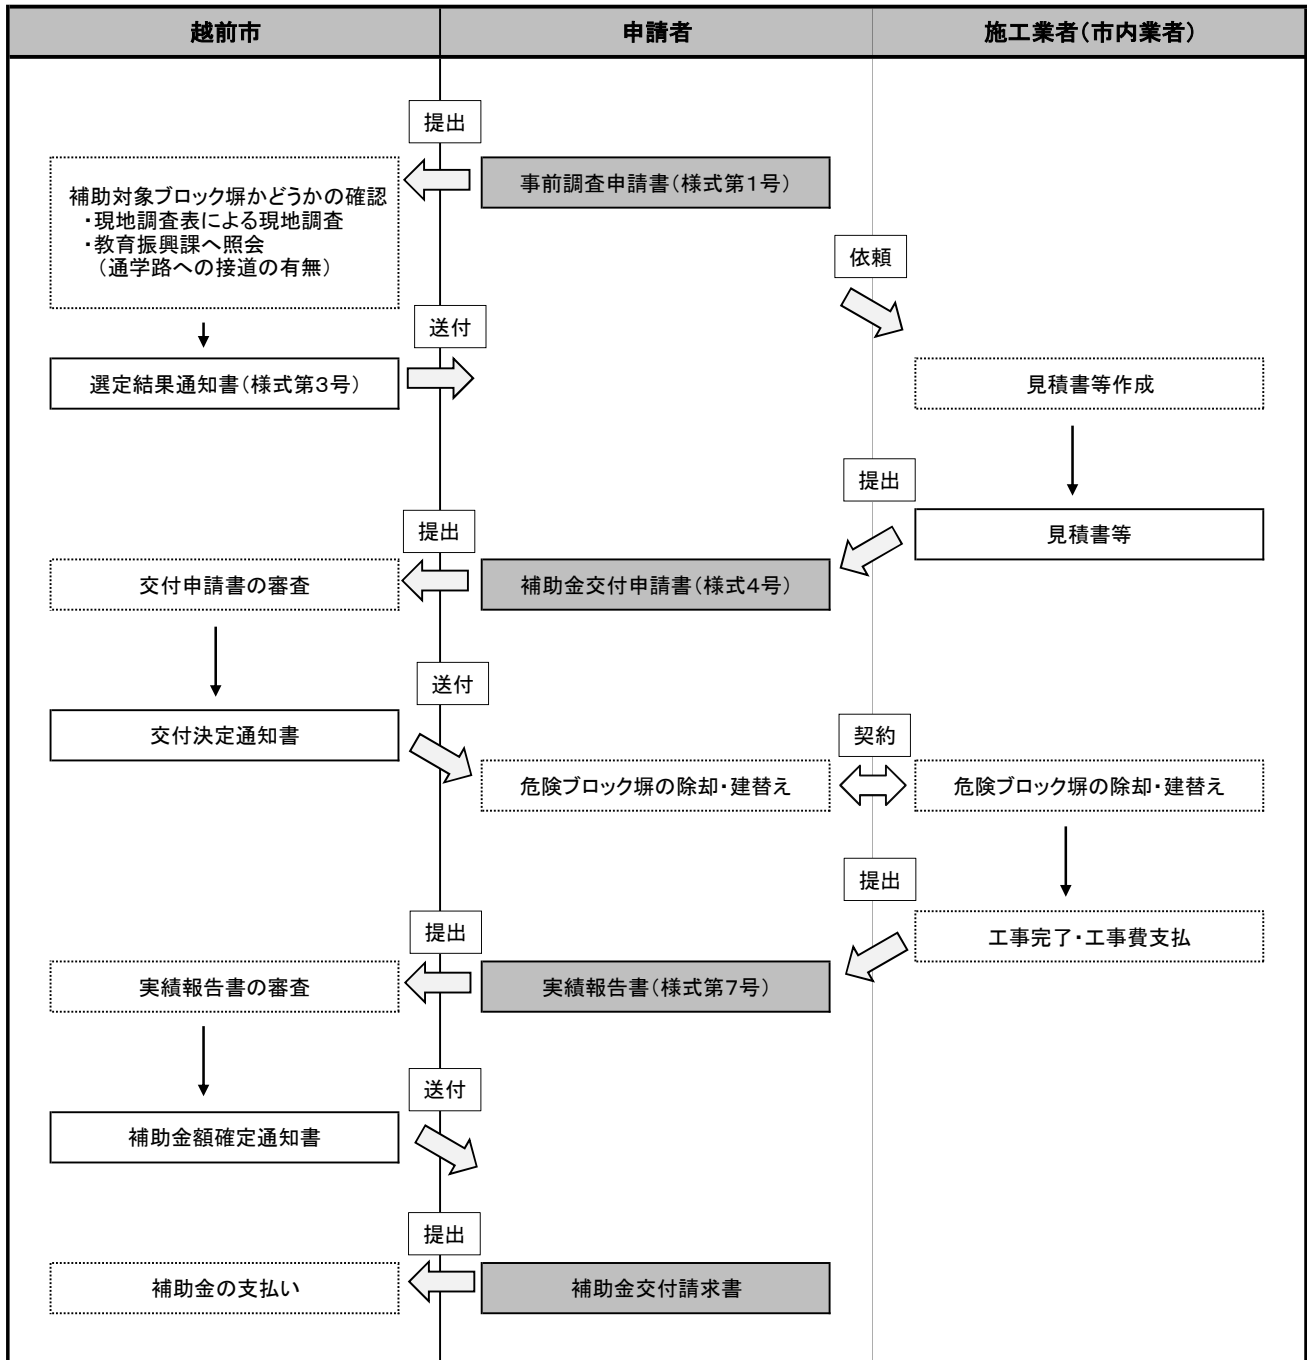 越前市
申請者
施工業者(市内業者)
提出
事前調査申請書(様式第1号)
補助対象ブロック塀かどうかの確認
・現地調査表による現地調査
・教育振興課へ照会
(通学路への接道の有無)
依頼
送付
選定結果通知書(様式第3号)
見積書等作成
提出
見積書等
提出
交付申請書の審査
補助金交付申請書(様式4号)
送付
交付決定通知書
契約
危険ブロック塀の除却・建替え
危険ブロック塀の除却・建替え
提出
工事完了・工事費支払
提出
実績報告書の審査
実績報告書(様式第7号)
送付
補助金額確定通知書
提出
補助金の支払い
補助金交付請求書